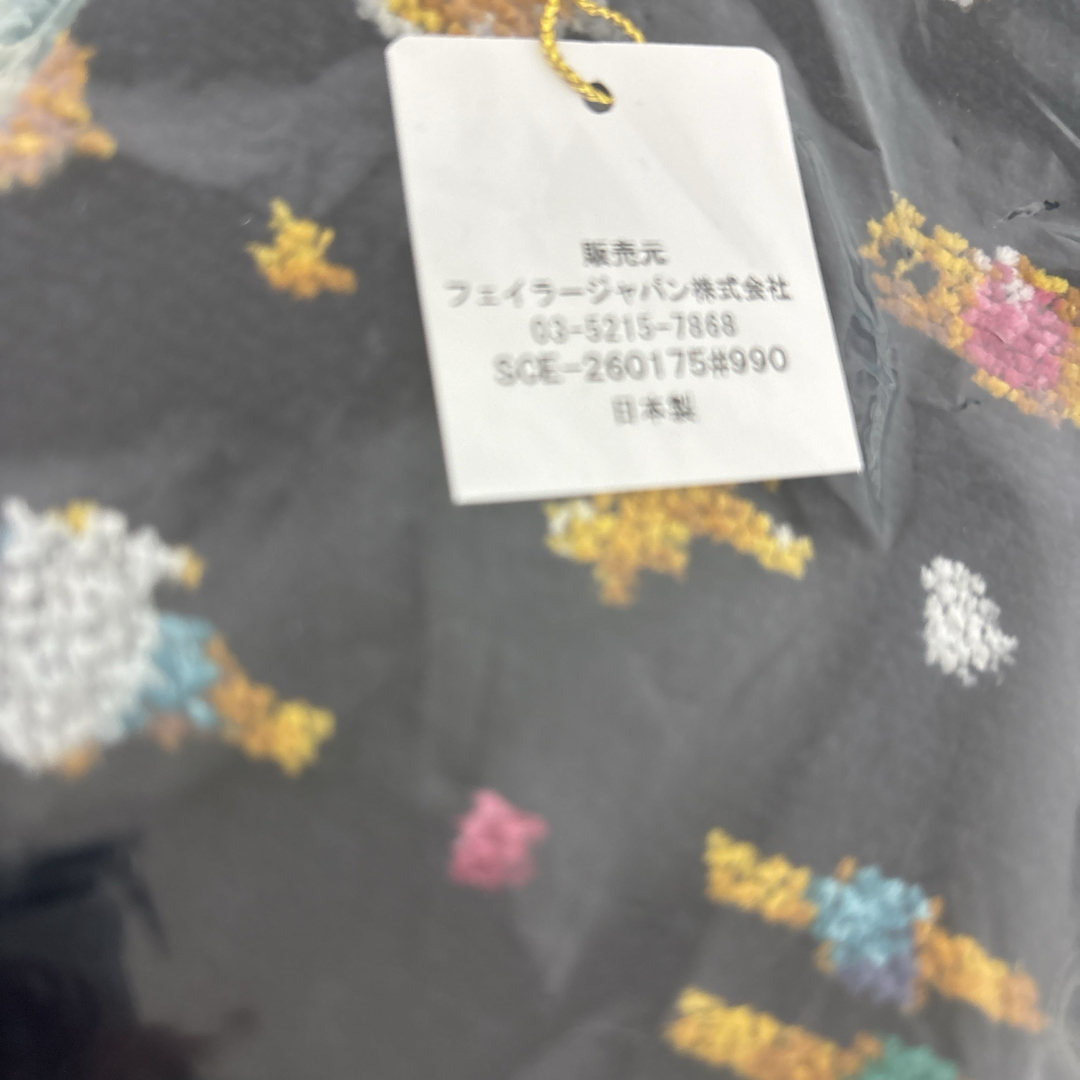 販売元
フェイラージャパン株式会社
03-5215-7868
SCE-260175#990
日本製